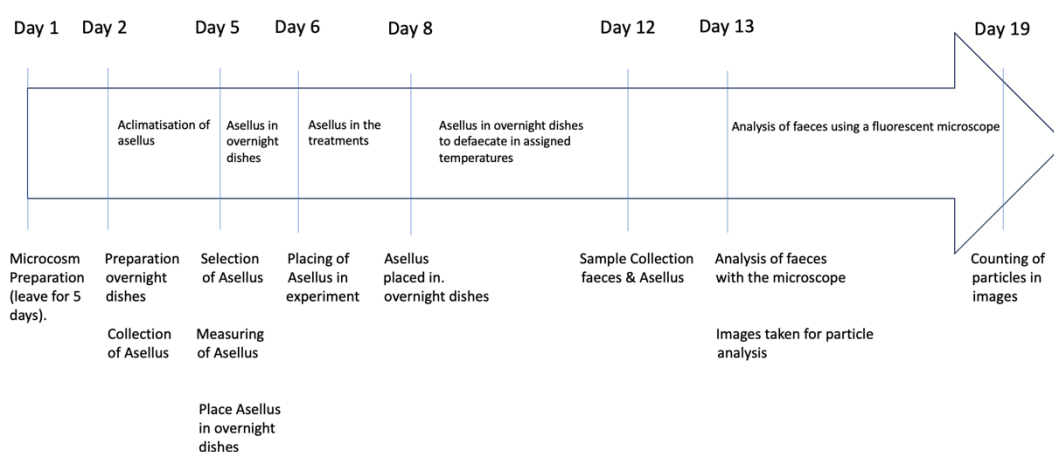 Day 1
Day 2
Day 5
Day 6
Day 8
Day 12
Day 13
Day 19
Aclimatisation of
asellus
Asellus in
overnight
dishes
Asellus in the
treatments
Asellus in overnight dishes
to defaecate in assigned
temperatures
Analysis of faeces using a fluorescent microscope
Microcosm
Preparation
(leave for 5
days).
Preparation
overnight
dishes
Collection
of Asellus
Selection
of Asellus
Measuring
of Asellus
Place Asellus
in overnight
dishes
Placing of
Asellus in
experiment
Asellus
placed in.
overnight dishes
Sample Collection
faeces & Asellus
Analysis of faeces
with the microscope
Images taken for particle
analysis
Counting of
particles in
images